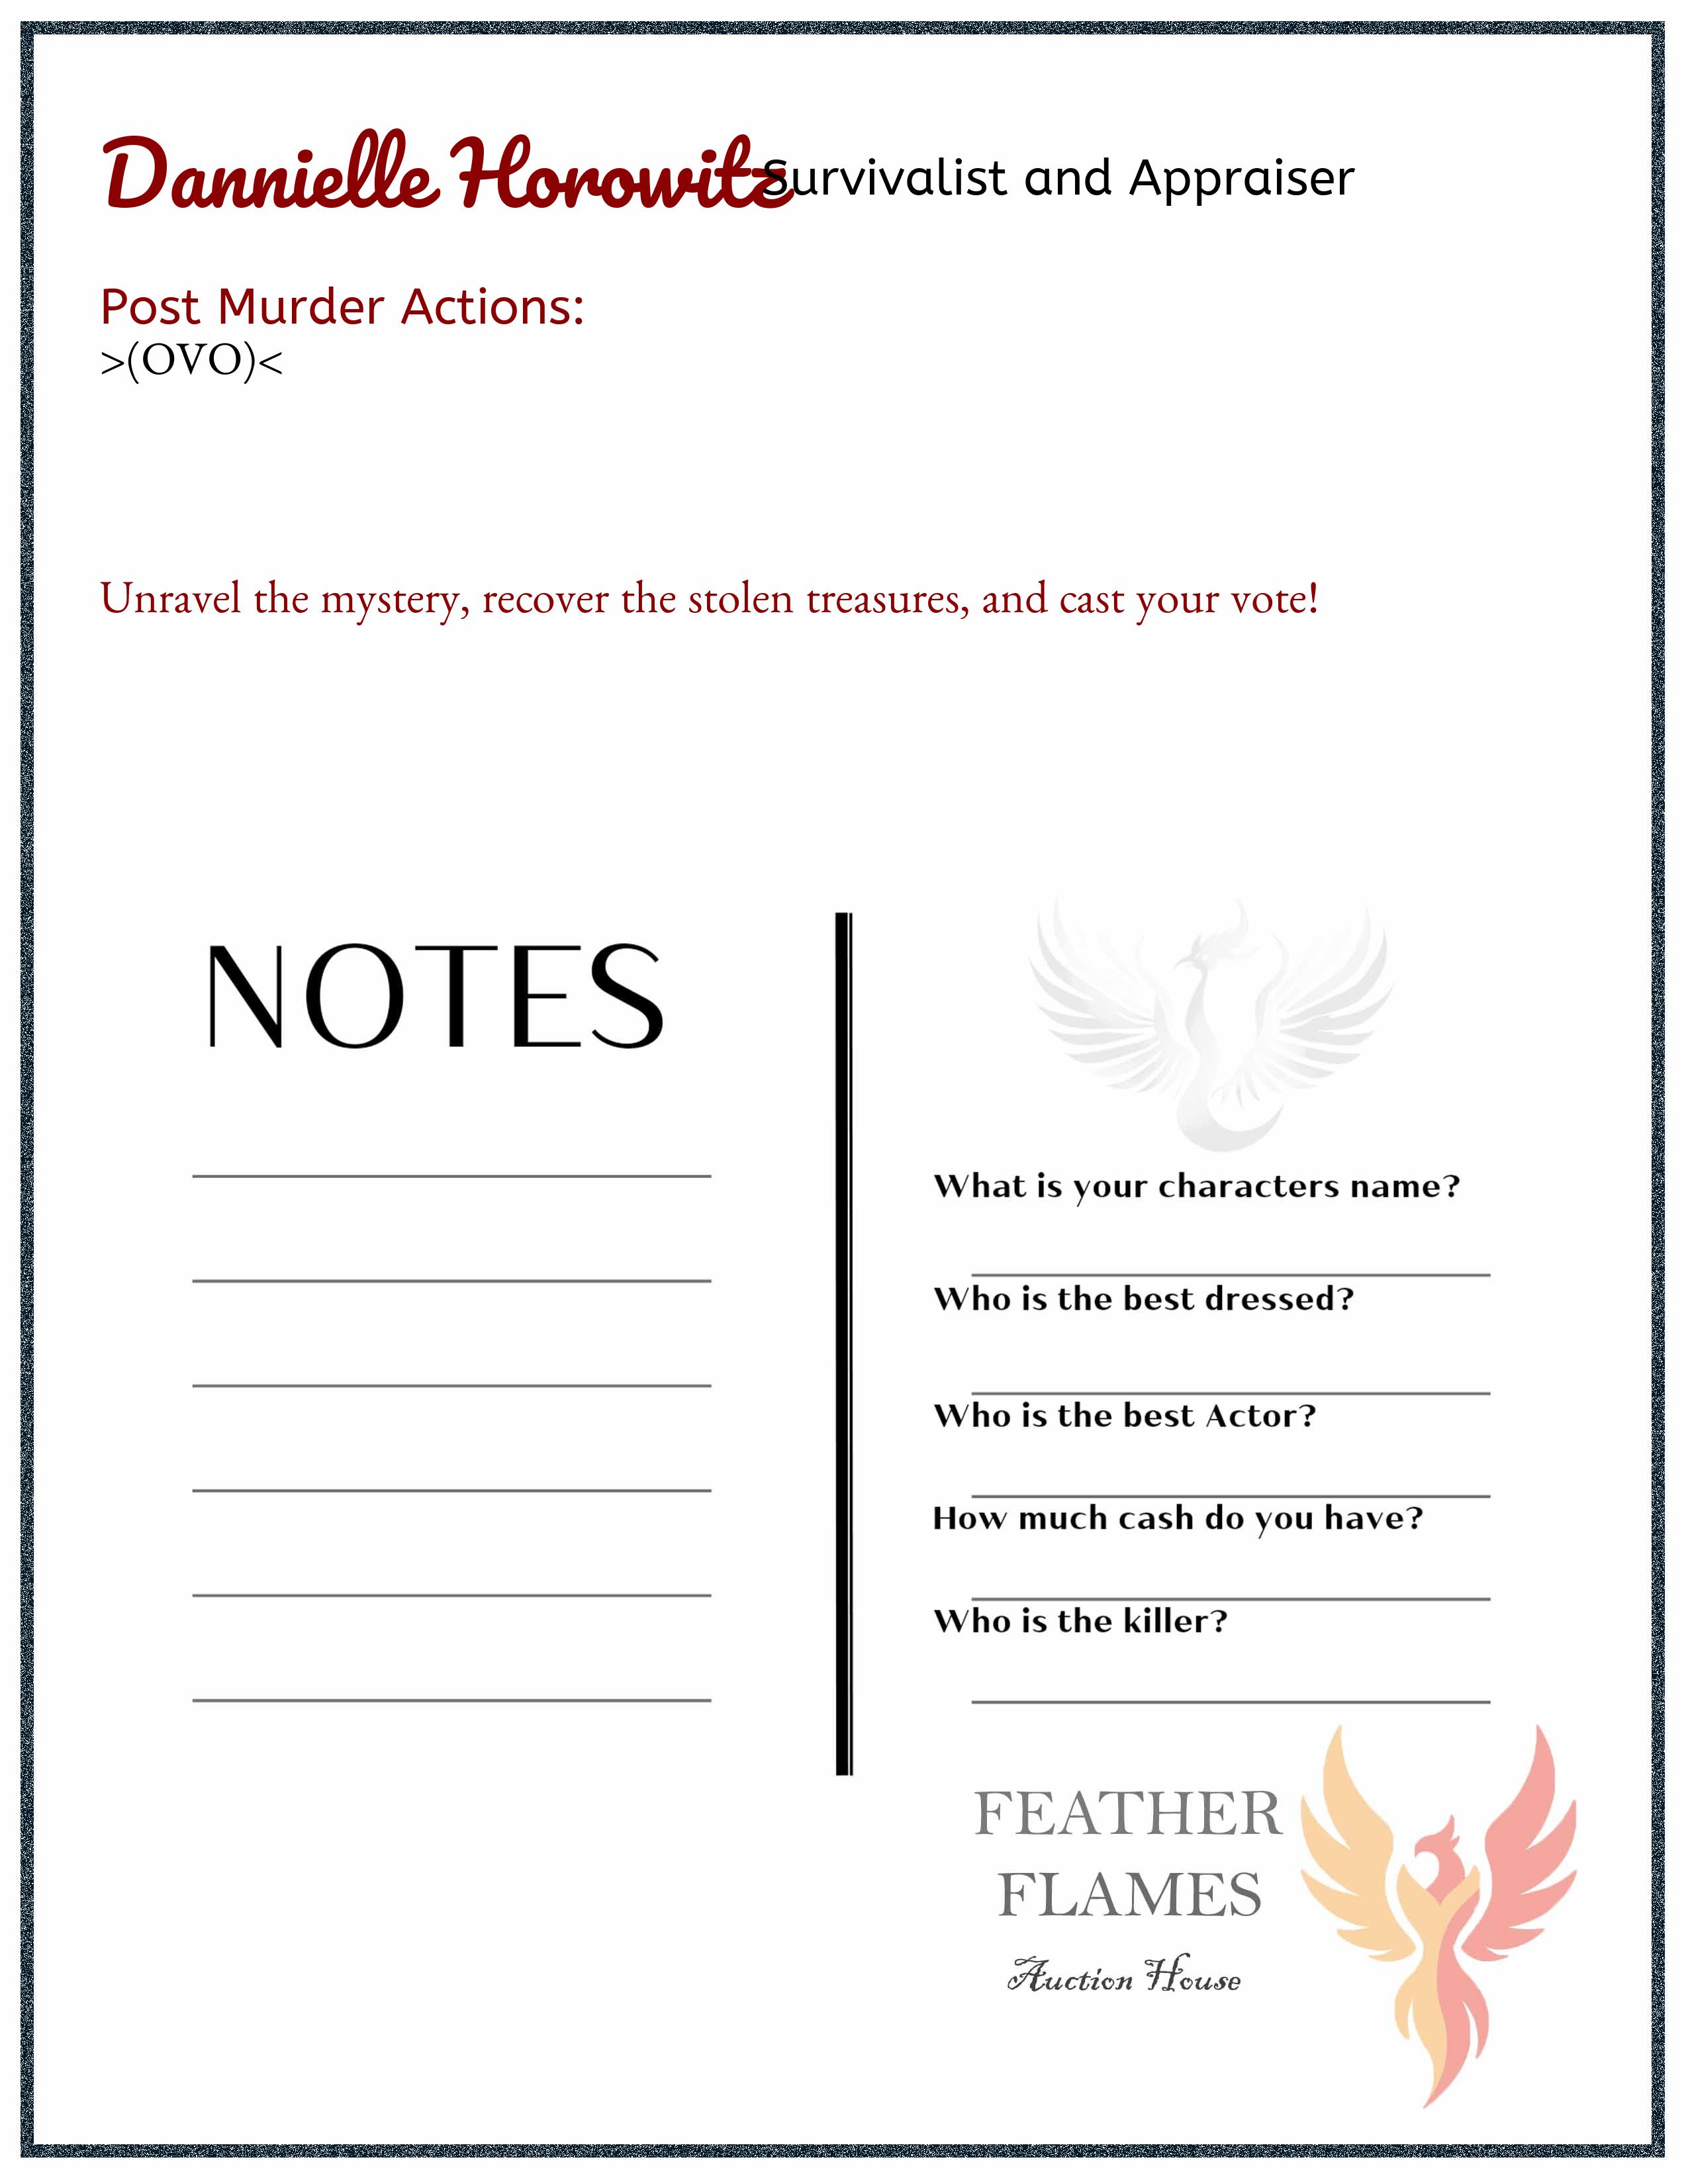 Dannielle Horowitz Survivalist and Appraiser
Post Murder Actions:
>(OVO)<
Unravel the mystery, recover the stolen treasures, and cast your vote!
NOTES
What is your characters name?
Who is the best dressed?
Who is the best Actor?
How much cash do you have?
Who is the killer?
FEATHER
FLAMES
Auction House